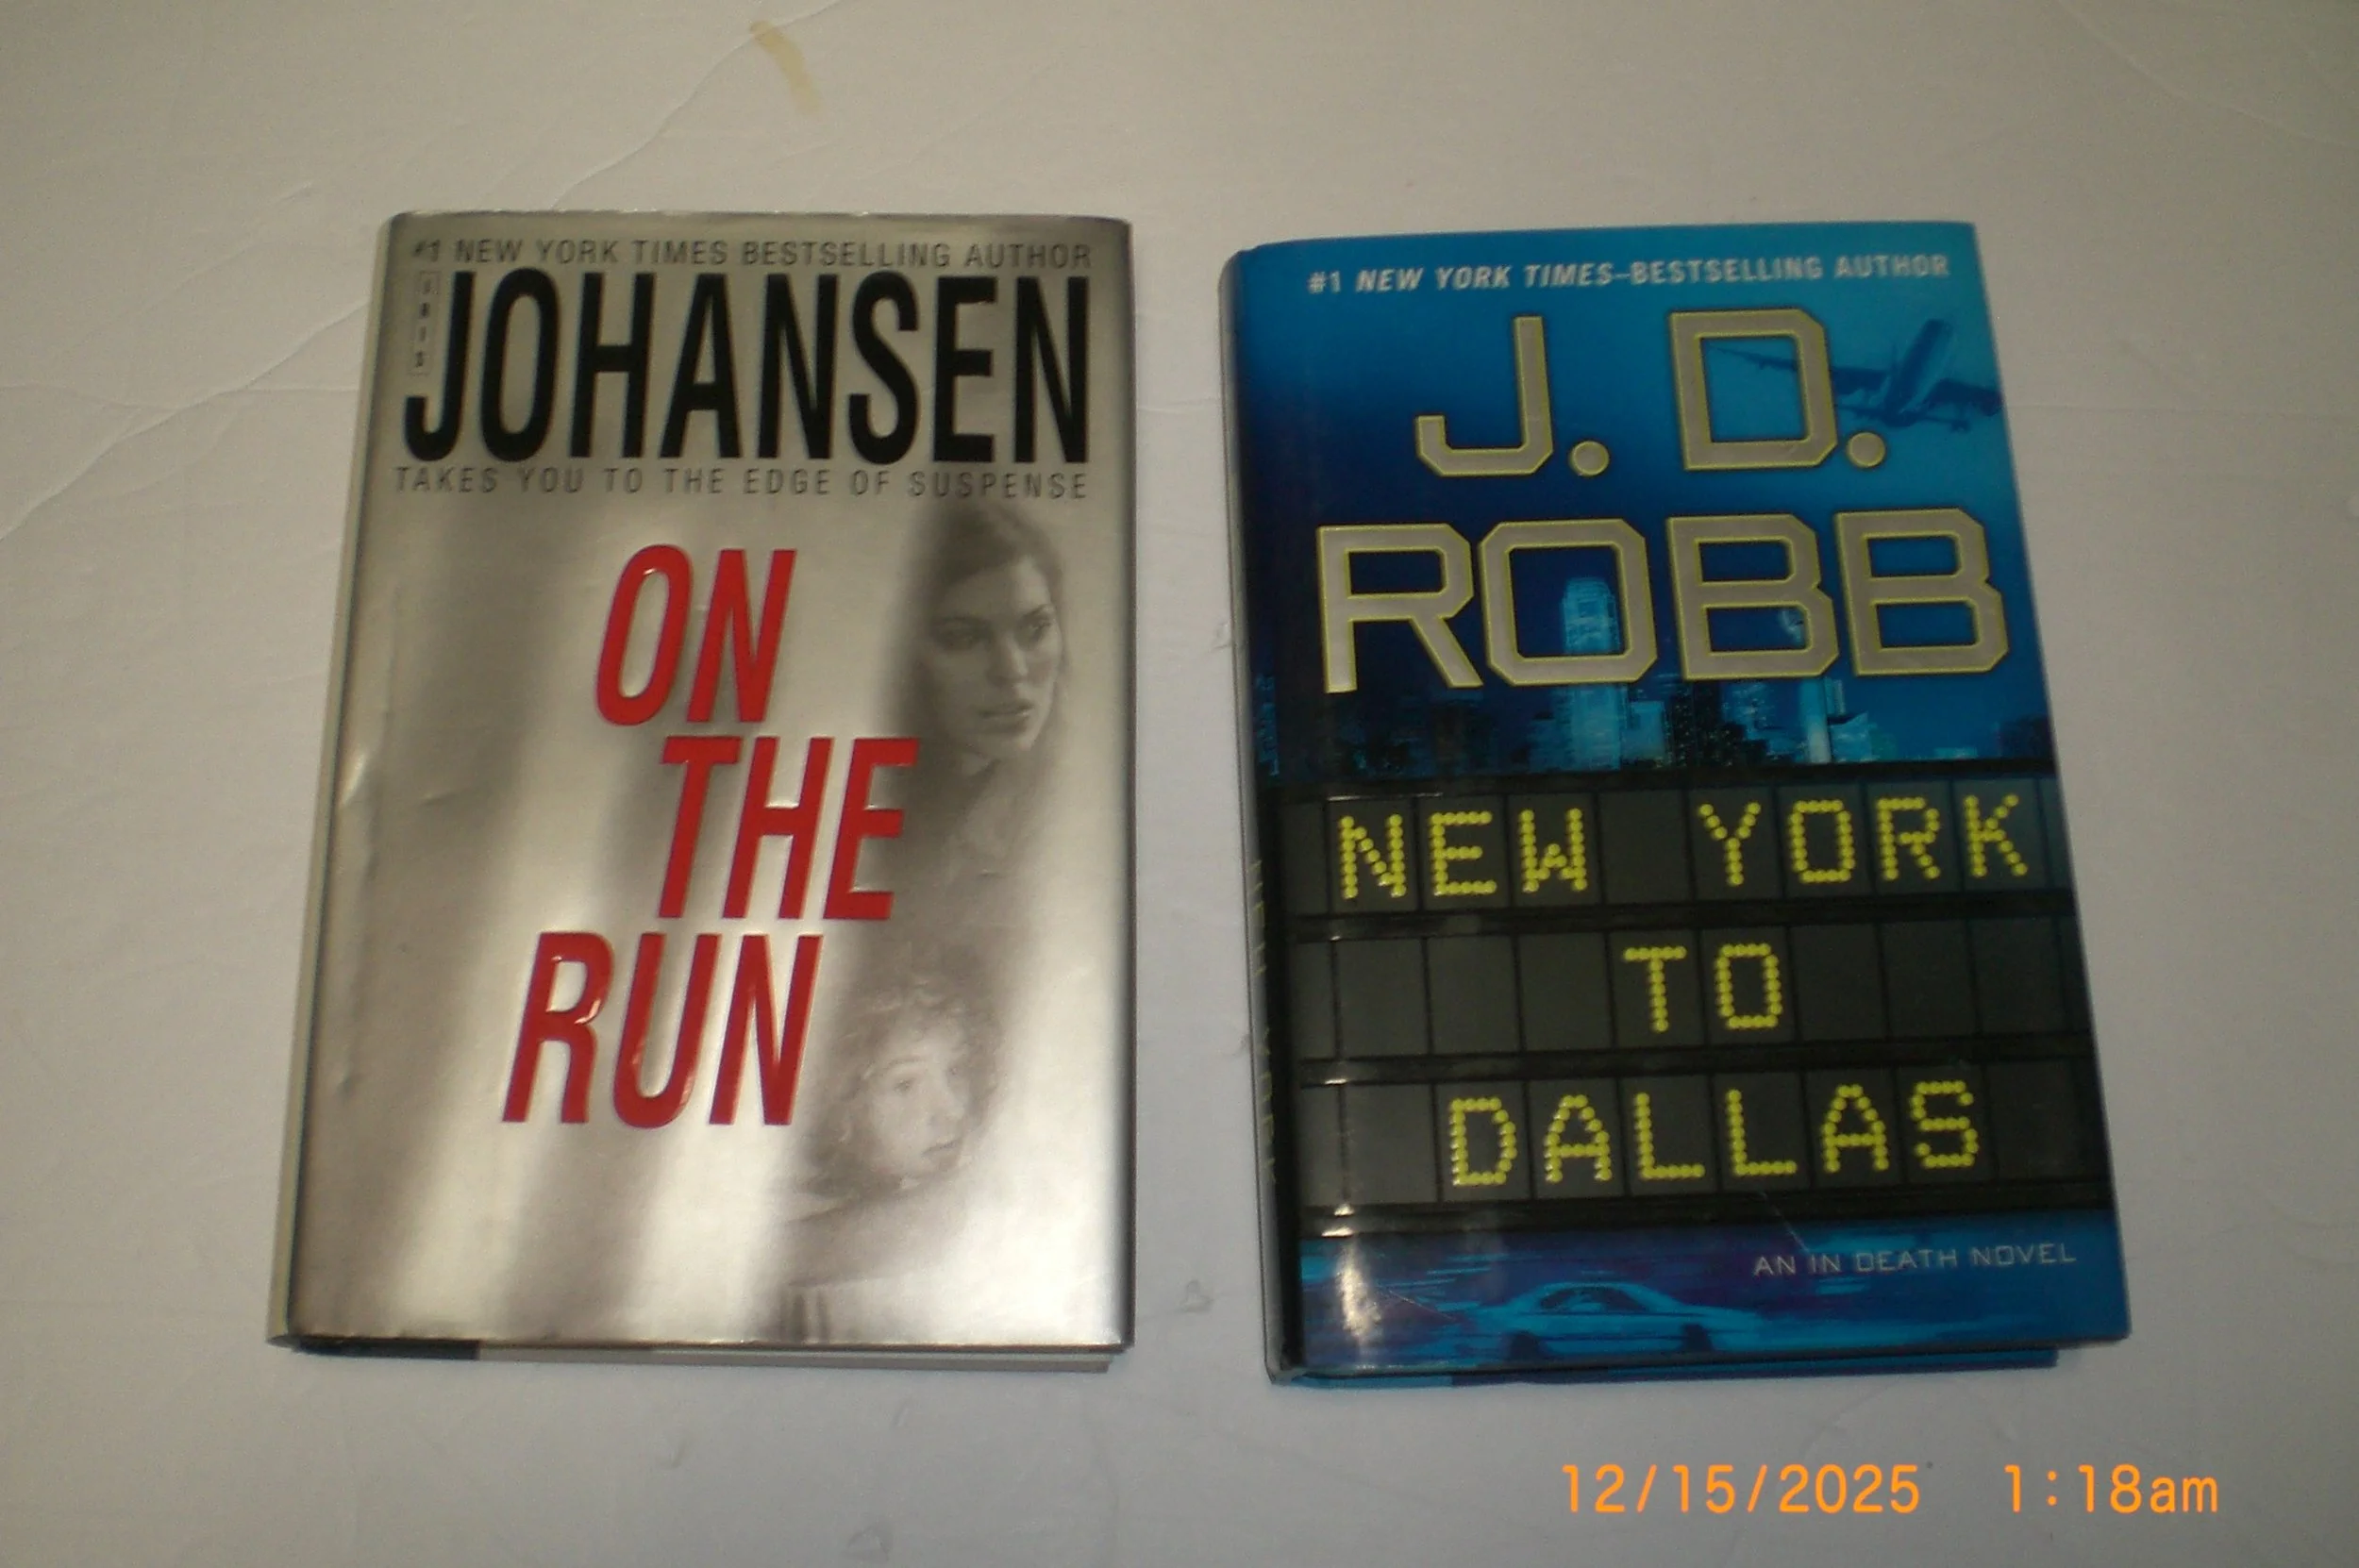 #1 NEW YORK TIMES BESTSELLING AUTHOR
IRIS
JOHANSEN
TAKES YOU TO THE EDGE OF SUSPENSE
ON
THE
RUN
#1 NEW YORK TIMES–BESTSELLING AUTHOR
J. D.
ROBB
NEW YORK
TO
DALLAS
AN IN DEATH NOVEL
12/15/2025 1:18am